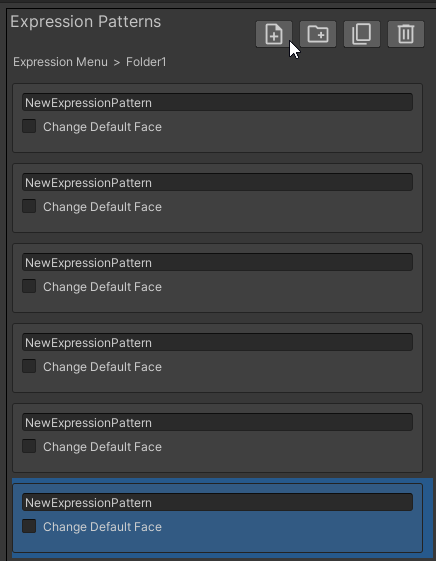 Expression Patterns
Expression Menu > Folder1
NewExpressionPattern
Change Default Face
NewExpressionPattern
Change Default Face
NewExpressionPattern
Change Default Face
NewExpressionPattern
Change Default Face
NewExpressionPattern
Change Default Face
NewExpressionPattern
Change Default Face